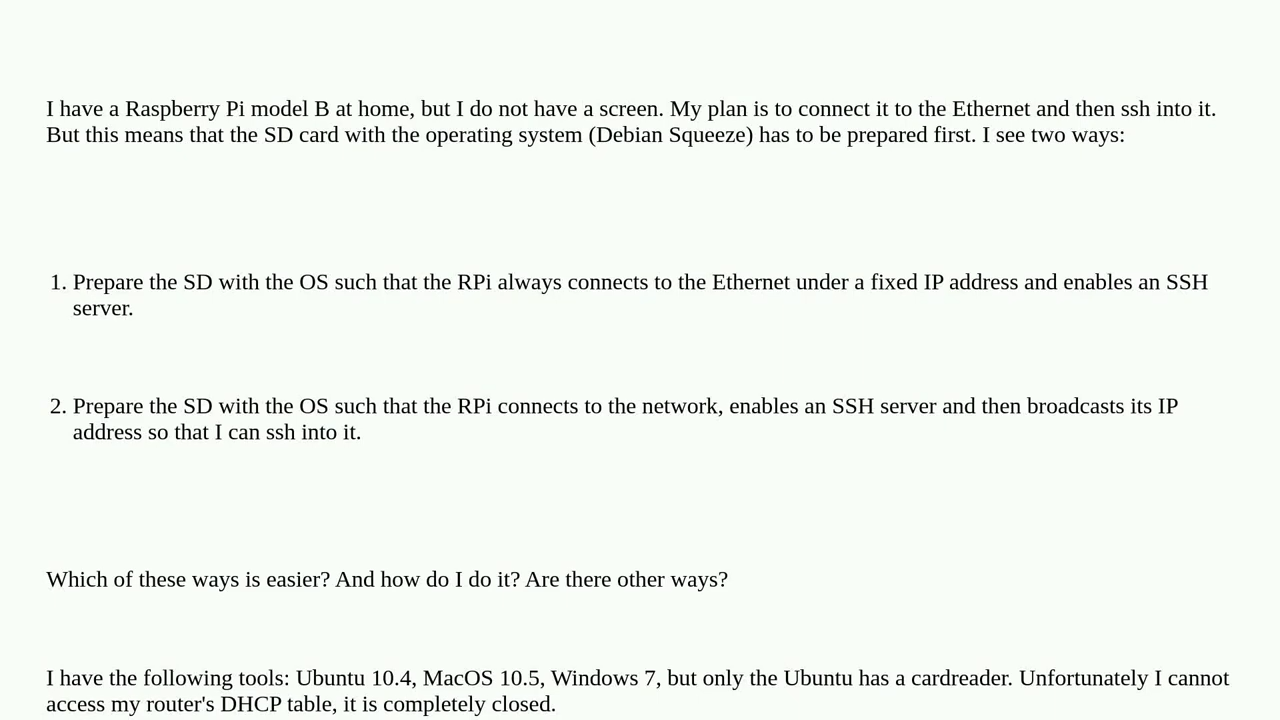 I have a Raspberry Pi model B at home, but I do not have a screen. My plan is to connect it to the Ethernet and then ssh into it.
But this means that the SD card with the operating system (Debian Squeeze) has to be prepared first. I see two ways:
1. Prepare the SD with the OS such that the RPi always connects to the Ethernet under a fixed IP address and enables an SSH
server.
2. Prepare the SD with the OS such that the RPi connects to the network, enables an SSH server and then broadcasts its IP
address so that I can ssh into it.
Which of these ways is easier? And how do I do it? Are there other ways?
I have the following tools: Ubuntu 10.4, MacOS 10.5, Windows 7, but only the Ubuntu has a cardreader. Unfortunately I cannot
access my router's DHCP table, it is completely closed.